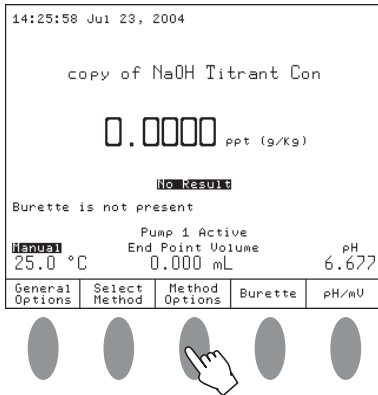 14:25:58 Jul 23, 2004
copy of NaOH Titrant Con
0.0000 ppt (g/Kg)
No Result
Burette is not present
Pump 1 Active
Manual End Point Volume pH
25.0 °C 0.000 mL 6.677
General Options Select Method Method Options Burette pH/mV